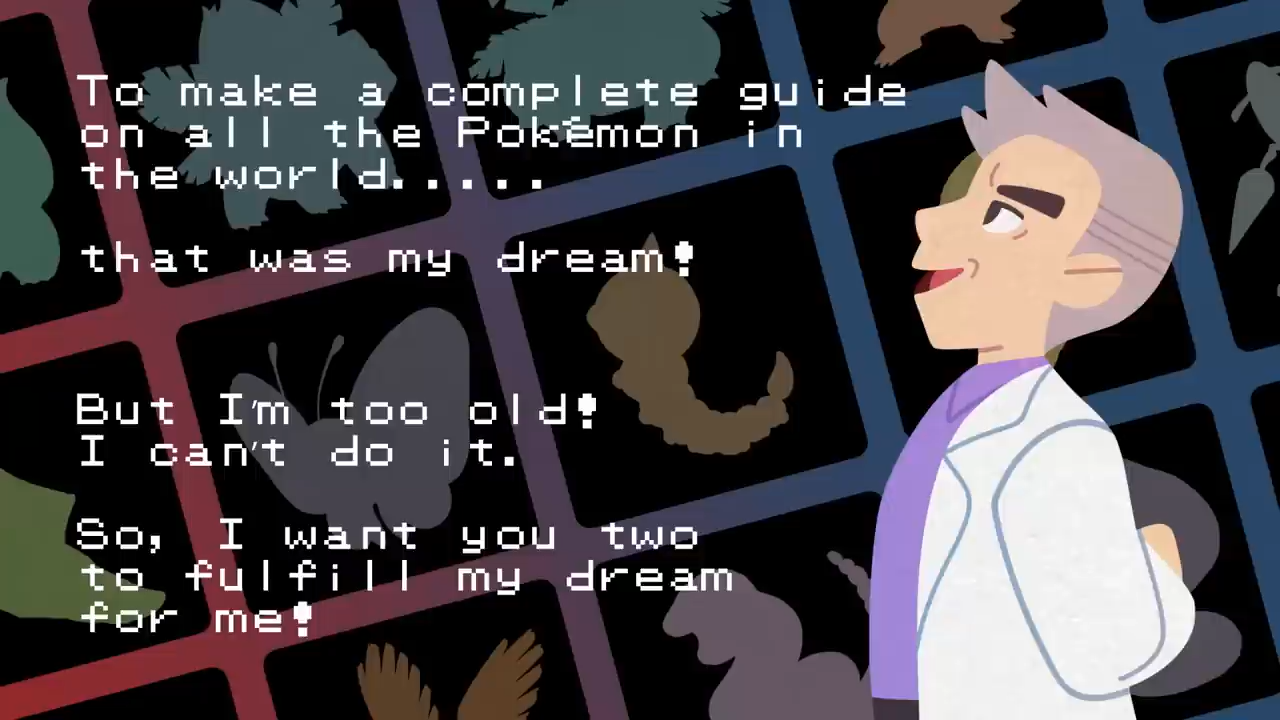 To make a complete guide
on all the Pokémon in
the world.....
that was my dream!
But I'm too old!
I can't do it.
So, I want you two
to fulfill my dream
for me!